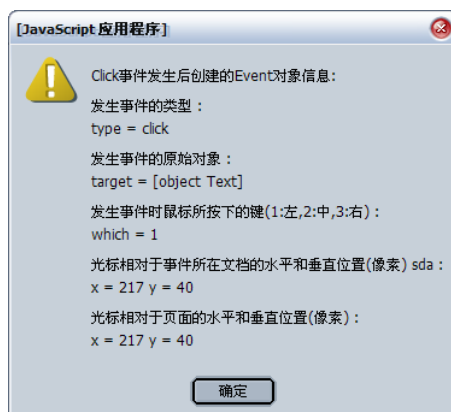 [JavaScript 应用程序]
Click事件发生后创建的Event对象信息:
发生事件的类型：
type = click
发生事件的原始对象：
target = [object Text]
发生事件时鼠标所按下的键(1:左,2:中,3:右)：
which = 1
光标相对于事件所在文档的水平和垂直位置(像素) sda：
x = 217 y = 40
光标相对于页面的水平和垂直位置(像素)：
x = 217 y = 40
确定